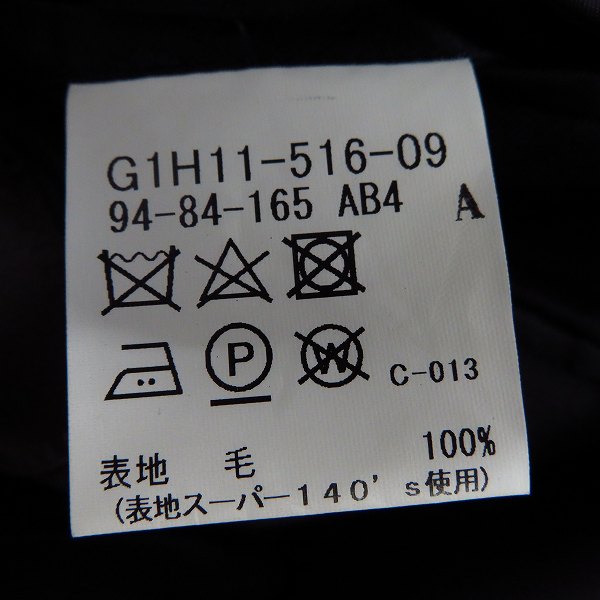 G1H11-516-09
94-84-165 AB4 A
P W C-013
表地 毛 100%
(表地スーパー140's使用)